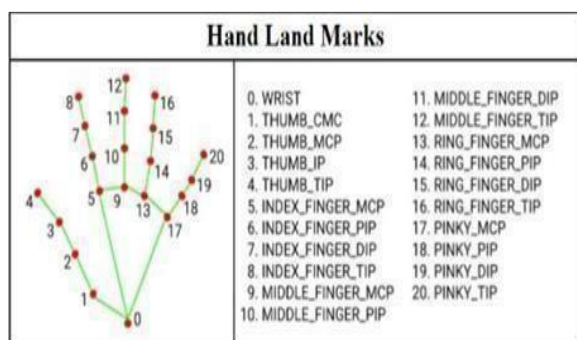 Hand Land Marks
12
8
16
11
7
15
20
6
10
14
19
4
5
9
13
18
3
17
2
1
0
0. WRIST
1. THUMB_CMC
2. THUMB_MCP
3. THUMB_IP
4. THUMB_TIP
5. INDEX_FINGER_MCP
6. INDEX_FINGER_PIP
7. INDEX_FINGER_DIP
8. INDEX_FINGER_TIP
9. MIDDLE_FINGER_MCP
10. MIDDLE_FINGER_PIP
11. MIDDLE_FINGER_DIP
12. MIDDLE_FINGER_TIP
13. RING_FINGER_MCP
14. RING_FINGER_PIP
15. RING_FINGER_DIP
16. RING_FINGER_TIP
17. PINKY_MCP
18. PINKY_PIP
19. PINKY_DIP
20. PINKY_TIP